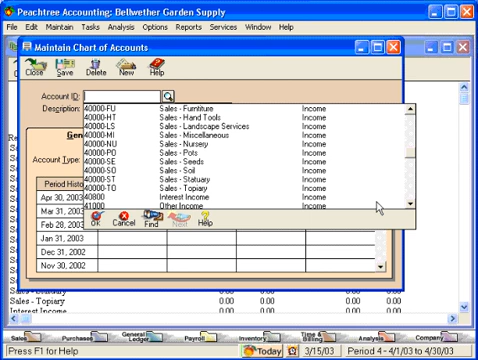 Peachtree Accounting: Bellwether Garden Supply
File Edit Maintain Tasks Analysis Options Reports Services Window Help
Maintain Chart of Accounts
Close Save Delete New Help
Account ID:
Description:
40000-FU Sales - Furntiture Income
40000-HT Sales - Hand Tools Income
40000-LS Sales - Landscape Services Income
40000-MI Sales - Miscellaneous Income
40000-NU Sales - Nursery Income
40000-PO Sales - Pots Income
40000-SE Sales - Seeds Income
40000-SO Sales - Soil Income
40000-ST Sales - Statuary Income
40000-TO Sales - Topiary Income
40800 Interest Income Income
41000 Other Income Income
OK Cancel Find Next Help
Gen
Account Type:
Period Histo
Apr 30, 2003
Mar 31, 2003
Feb 28, 2003
Jan 31, 2003
Dec 31, 2002
Nov 30, 2002
Sales - Statuary 0.00 0.00 0.00
Sales - Topiary 0.00 0.00 0.00
Interest Income 0.00 0.00 0.00
Sales Purchases General Ledger Payroll Inventory Time & Billing Analysis Company
Press F1 for Help Today 3/15/03 Period 4 - 4/1/03 to 4/30/03